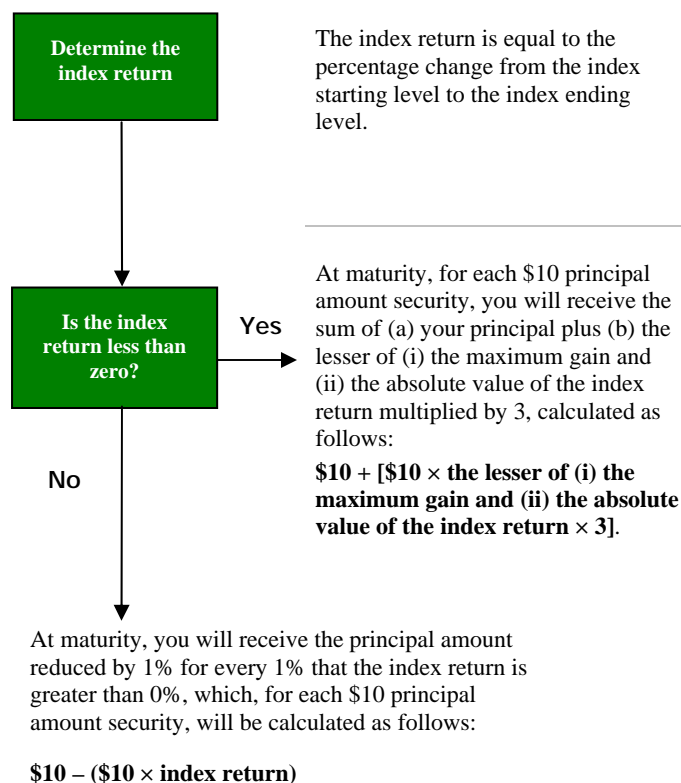 Determine the
index return
The index return is equal to the
percentage change from the index
starting level to the index ending
level.
Is the index
return less than
zero?
Yes
At maturity, for each $10 principal
amount security, you will receive the
sum of (a) your principal plus (b) the
lesser of (i) the maximum gain and
(ii) the absolute value of the index
return multiplied by 3, calculated as
follows:
$10 + [$10 × the lesser of (i) the
maximum gain and (ii) the absolute
value of the index return × 3].
No
At maturity, you will receive the principal amount
reduced by 1% for every 1% that the index return is
greater than 0%, which, for each $10 principal
amount security, will be calculated as follows:
$10 – ($10 × index return)